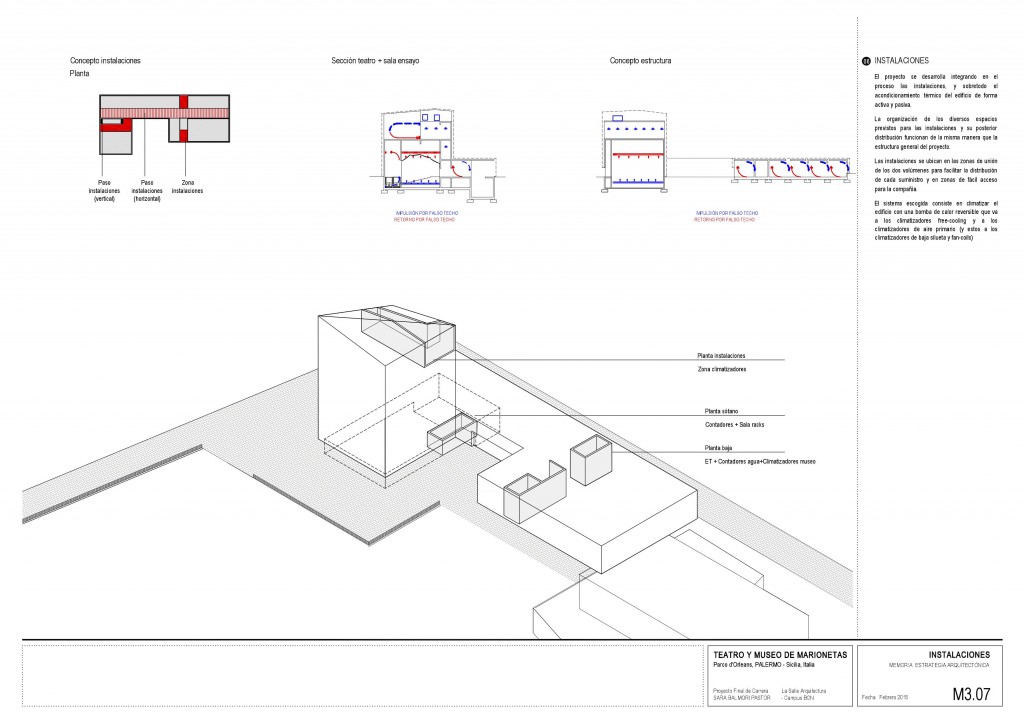 Concepto instalaciones
Planta
Paso
instalaciones
(vertical)
Paso
instalaciones
(horizontal)
Zona
instalaciones
Sección teatro + sala ensayo
IMPULSIÓN POR FALSO TECHO
RETORNO POR FALSO TECHO
Concepto estructura
IMPULSIÓN POR FALSO TECHO
RETORNO POR FALSO TECHO
INSTALACIONES
El proyecto se desarrolla integrando en el
proceso las instalaciones, y sobretodo el
acondicionamiento térmico del edificio de forma
activa y pasiva.
La organización de los diversos espacios
previstos para las instalaciones y su posterior
distribución funcionan de la misma manera que la
estructura general del proyecto.
Las instalaciones se ubican en las zonas de unión
de los dos volúmenes para facilitar la distribución
de cada suministro y en zonas de fácil acceso
para la compañía.
El sistema escogida consiste en climatizar el
edificio con una bomba de calor reversible que va
a los climatizadores free-cooling y a los
climatizadores de aire primario (y estos a los
climatizadores de baja silueta y fan-coils)
Planta instalaciones
Zona climatizadores
Planta sótano
Contadores + Sala racks
Planta baja
ET + Contadores agua+Climatizadores museo
TEATRO Y MUSEO DE MARIONETAS
Parco d'Orleans, PALERMO - Sicilia, Italia
Proyecto Final de Carrera La Salle Arquitectura
SARA BALMORI PASTOR - Campus BCN
INSTALACIONES
MEMORIA ESTRATEGIA ARQUITECTÓNICA
Fecha Febrero 2015
M3.07